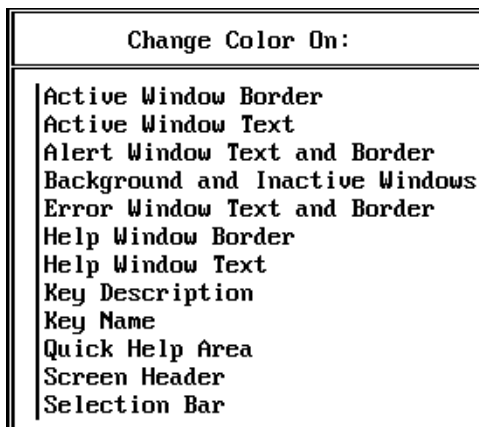 Change Color On:
Active Window Border
Active Window Text
Alert Window Text and Border
Background and Inactive Windows
Error Window Text and Border
Help Window Border
Help Window Text
Key Description
Key Name
Quick Help Area
Screen Header
Selection Bar